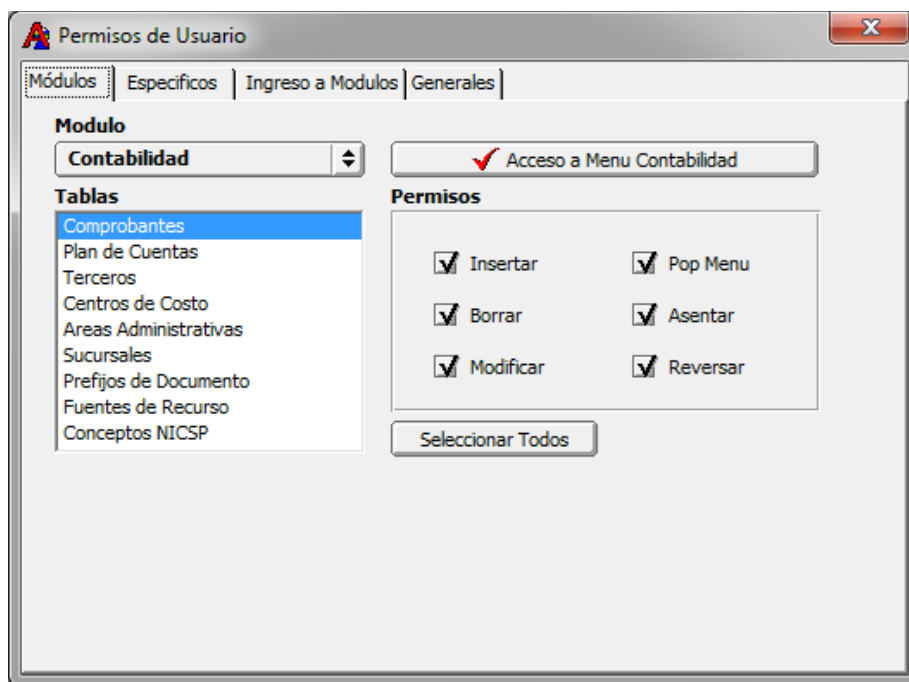 Permisos de Usuario
Módulos Especificos Ingreso a Modulos Generales
Modulo
Contabilidad
Acceso a Menu Contabilidad
Tablas
Comprobantes
Plan de Cuentas
Terceros
Centros de Costo
Areas Administrativas
Sucursales
Prefijos de Documento
Fuentes de Recurso
Conceptos NICSP
Permisos
Insertar Pop Menu
Borrar Asentar
Modificar Reversar
Seleccionar Todos